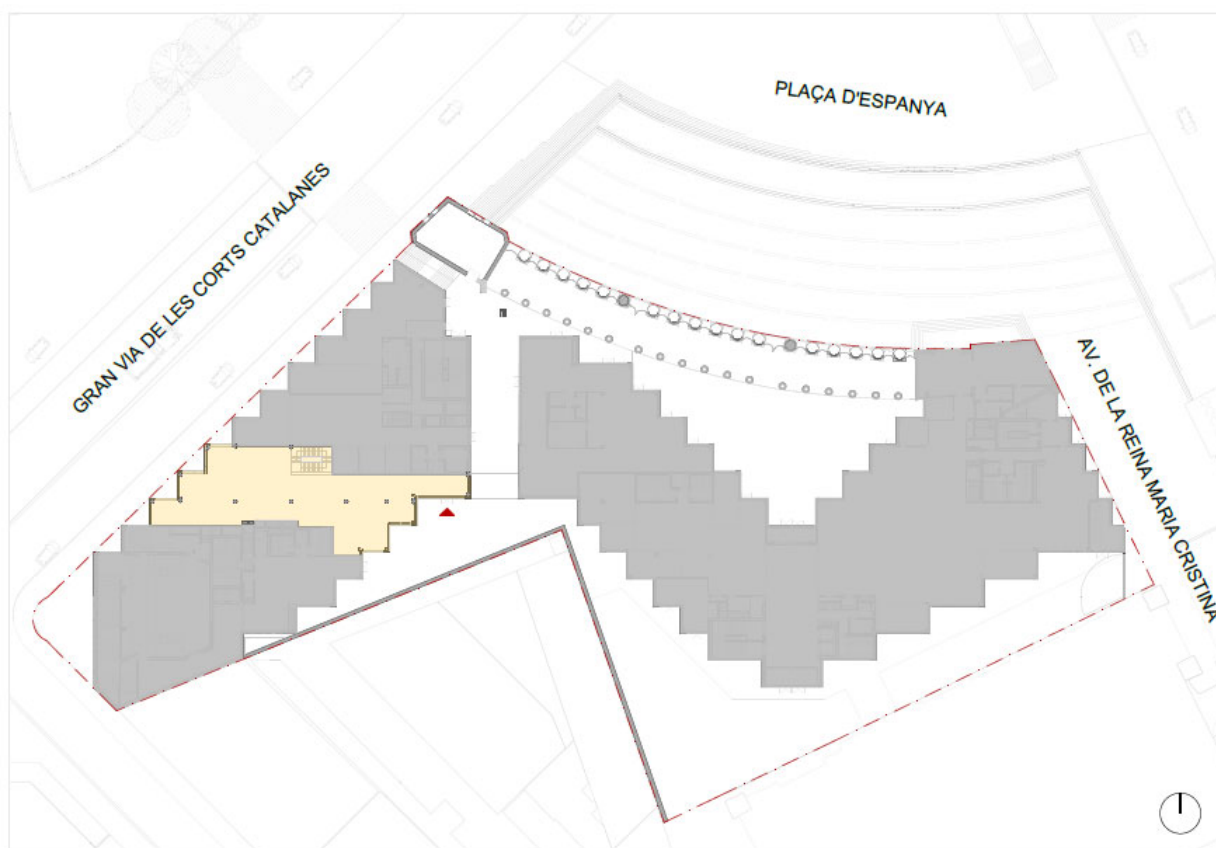 PLAÇA D'ESPANYA
GRAN VIA DE LES CORTS CATALANES
AV. DE LA REINA MARIA CRISTINA